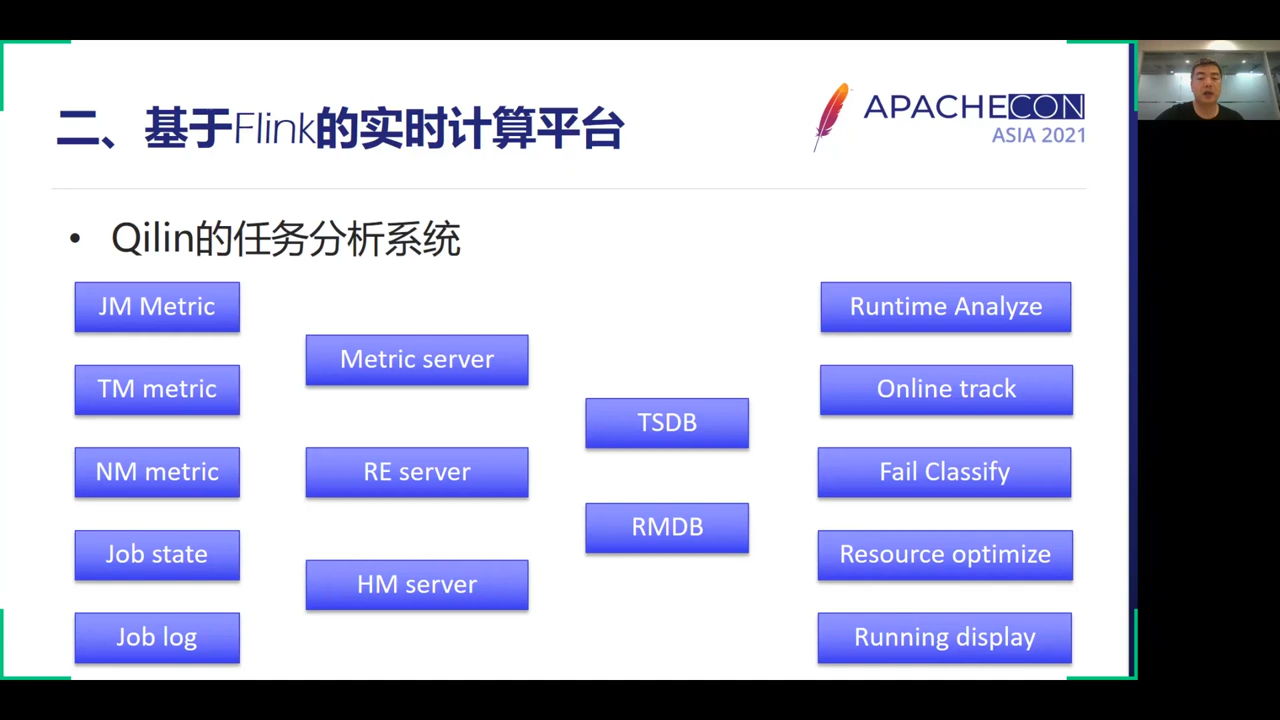 二、基于Flink的实时计算平台
APACHECON
ASIA 2021
• Qilin的任务分析系统
JM Metric
TM metric
NM metric
Job state
Job log
Metric server
RE server
HM server
TSDB
RMDB
Runtime Analyze
Online track
Fail Classify
Resource optimize
Running display